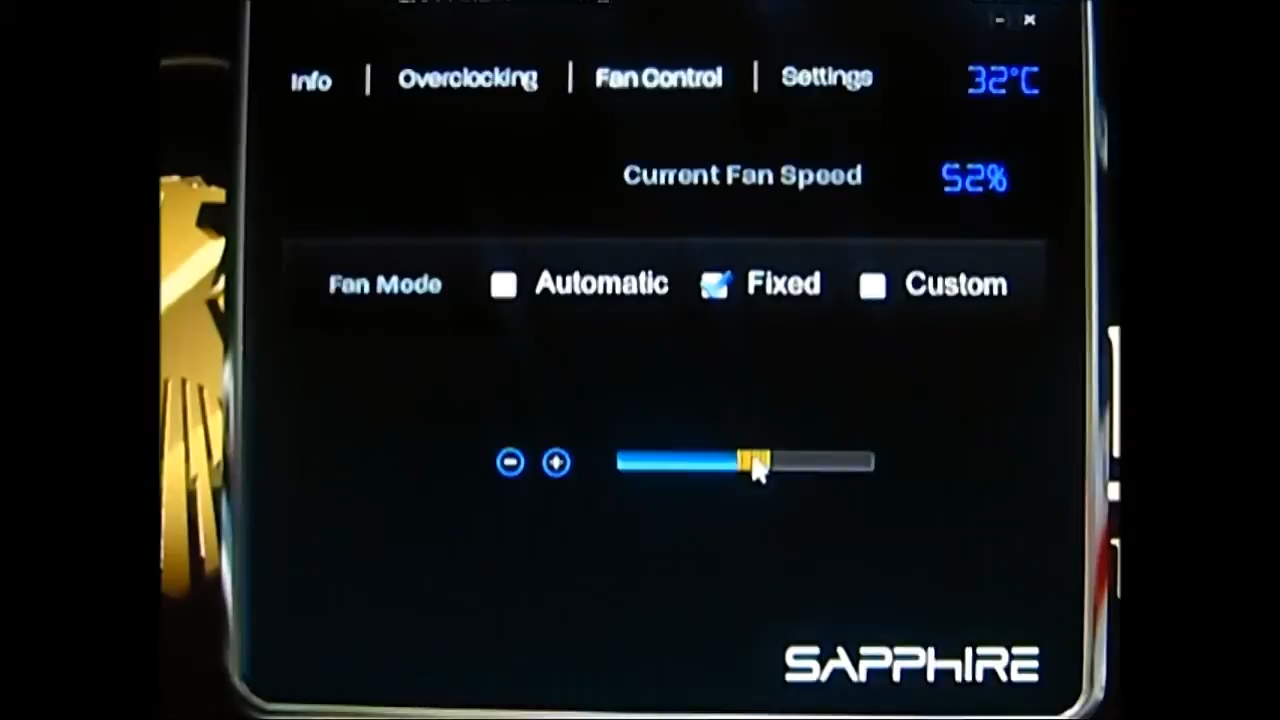 Info | Overclocking | Fan Control | Settings 32°C
Current Fan Speed 52%
Fan Mode Automatic Fixed Custom
SAPPHIRE